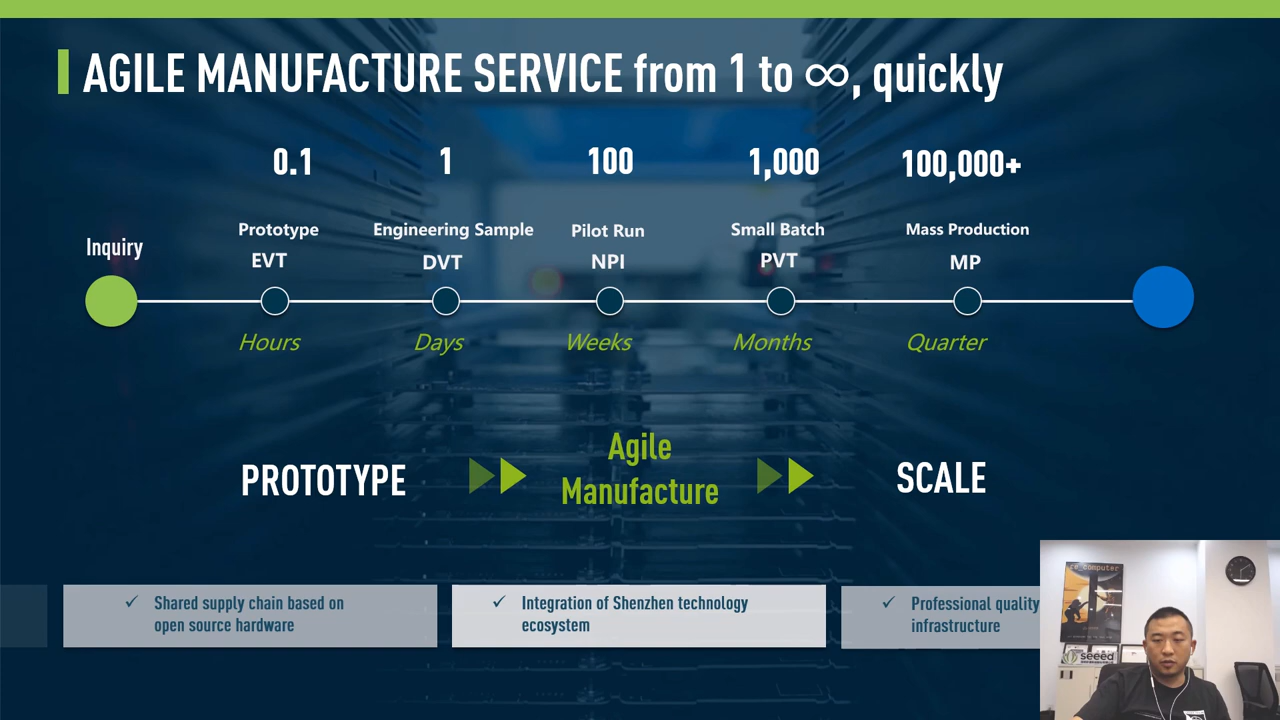 AGILE MANUFACTURE SERVICE from 1 to ∞, quickly
0.1
1
100
1,000
100,000+
Inquiry
Prototype
EVT
Engineering Sample
DVT
Pilot Run
NPI
Small Batch
PVT
Mass Production
MP
Hours
Days
Weeks
Months
Quarter
PROTOTYPE
Agile
Manufacture
SCALE
✓ Shared supply chain based on
open source hardware
✓ Integration of Shenzhen technology
ecosystem
✓ Professional quality
infrastructure
re_computer
seeed